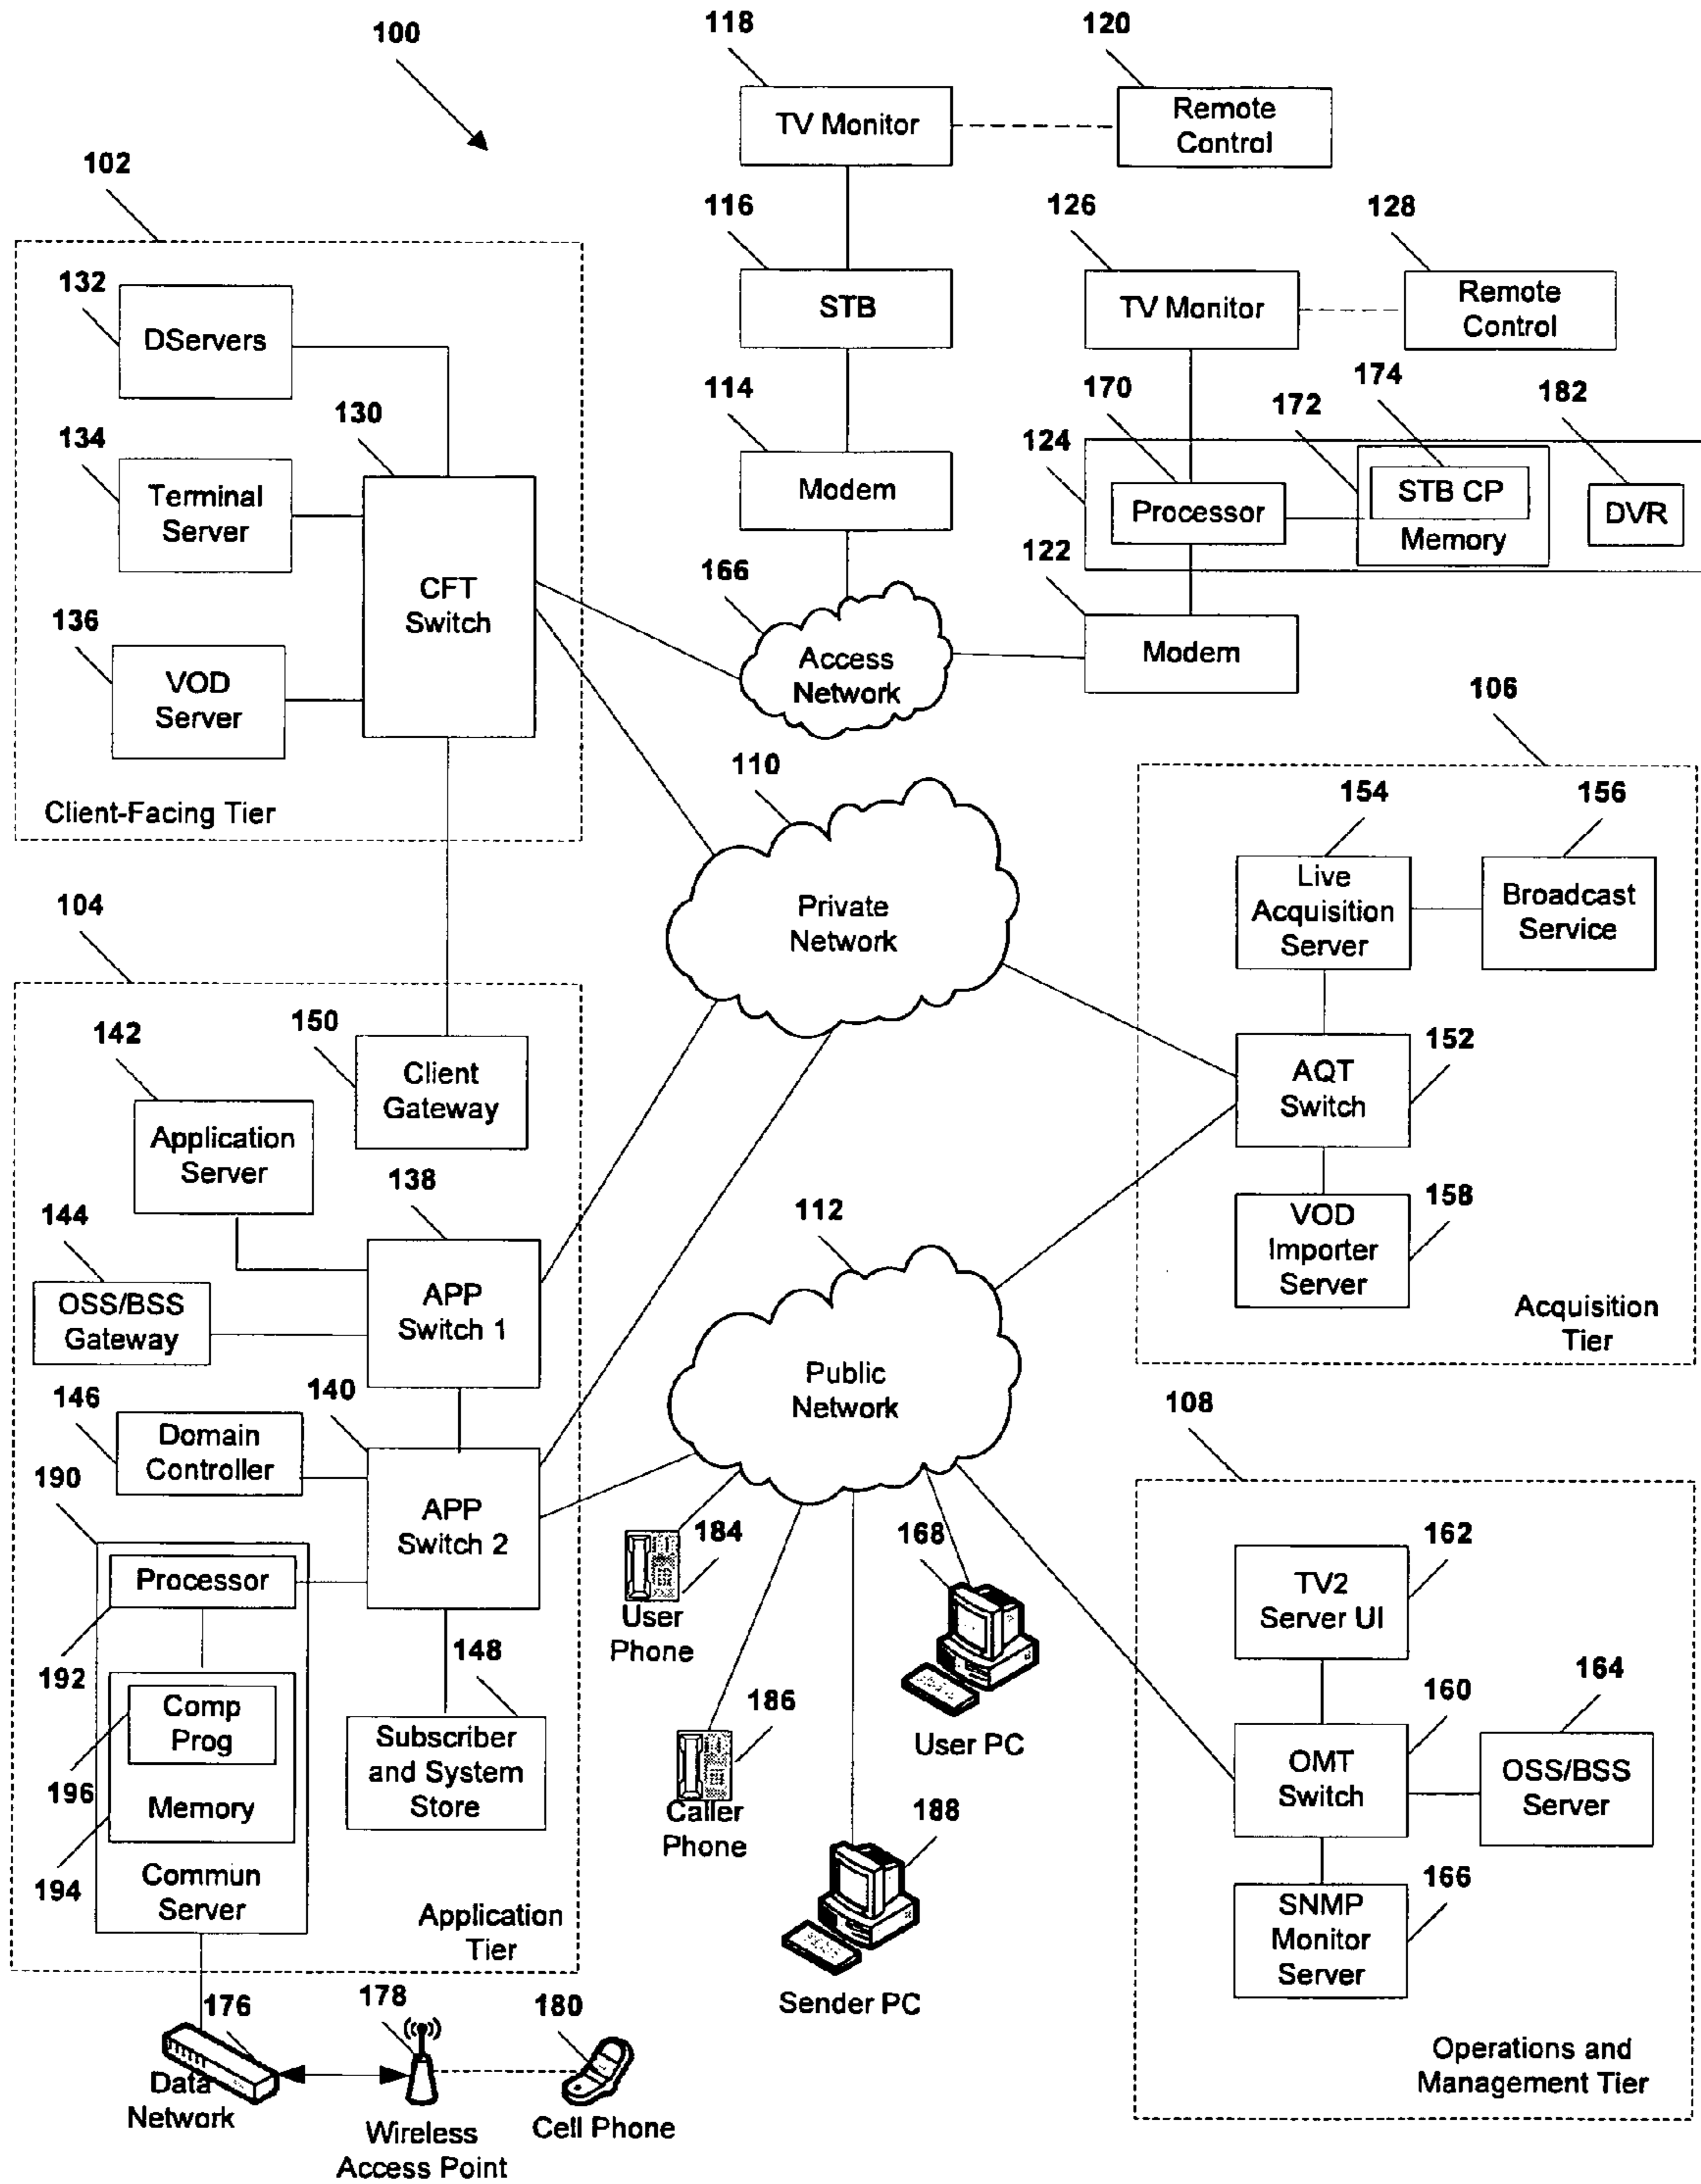 100
118
120
TV Monitor
Remote
Control
102
116
126
128
132
DServers
STB
TV Monitor
Remote
Control
130
114
170
172
174
182
134
124
Terminal
Server
Modem
Processor
STB CP
Memory
DVR
CFT
Switch
166
122
136
VOD
Server
Access
Network
Modem
106
110
Client-Facing Tier
154
156
Live
Acquisition
Server
Broadcast
Service
104
Private
Network
142
150
152
Client
Gateway
AQT
Switch
Application
Server
138
144
112
158
VOD
Importer
Server
OSS/BSS
Gateway
APP
Switch 1
Acquisition
Tier
Public
Network
146
140
108
Domain
Controller
190
APP
Switch 2
184
168
162
Processor
TV2
Server UI
User
Phone
192
148
186
160
164
Comp
Prog
Subscriber
and System
Store
User PC
OMT
Switch
OSS/BSS
Server
196
Memory
Caller
Phone
188
194
Commun
Server
166
SNMP
Monitor
Server
Application
Tier
Sender PC
176
178
180
Data
Network
Wireless
Access Point
Cell Phone
Operations and
Management Tier